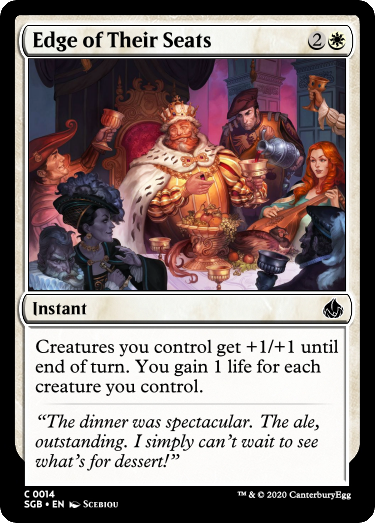 Edge of Their Seats 2
Instant
Creatures you control get +1/+1 until
end of turn. You gain 1 life for each
creature you control.
“The dinner was spectacular. The ale,
outstanding. I simply can’t wait to see
what’s for dessert!”
C 0014
SGB • EN Scebiou
™ & © 2020 CanterburyEgg